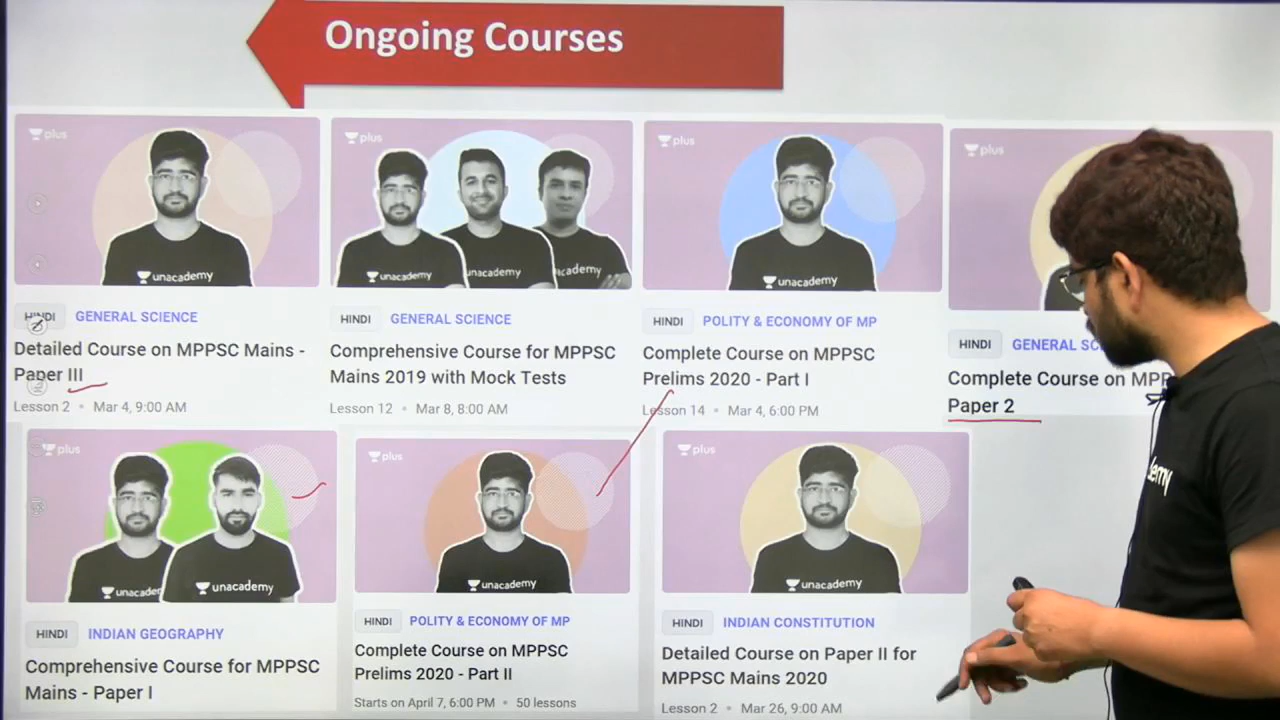 Ongoing Courses
plus
unacademy
HINDI GENERAL SCIENCE
Detailed Course on MPPSC Mains -
Paper III
Lesson 2 • Mar 4, 9:00 AM
unacademy
unacademy
academy
HINDI GENERAL SCIENCE
Comprehensive Course for MPPSC
Mains 2019 with Mock Tests
Lesson 12 • Mar 8, 8:00 AM
plus
unacademy
HINDI POLITY & ECONOMY OF MP
Complete Course on MPPSC
Prelims 2020 - Part I
Lesson 14 • Mar 4, 6:00 PM
plus
HINDI GENERAL SC
Complete Course on MPP
Paper 2
plus
unacademy
unacademy
HINDI INDIAN GEOGRAPHY
Comprehensive Course for MPPSC
Mains - Paper I
plus
unacademy
HINDI POLITY & ECONOMY OF MP
Complete Course on MPPSC
Prelims 2020 - Part II
Starts on April 7, 6:00 PM • 50 lessons
plus
unacademy
HINDI INDIAN CONSTITUTION
Detailed Course on Paper II for
MPPSC Mains 2020
Lesson 2 • Mar 26, 9:00 AM
demy